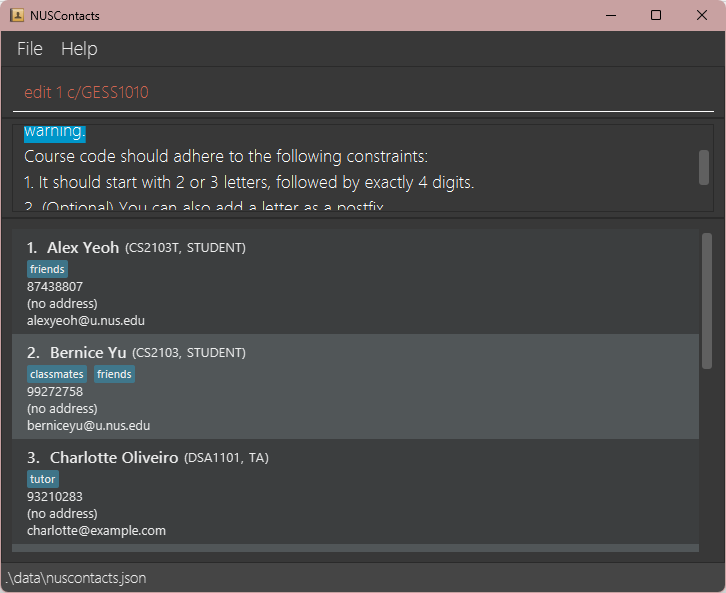 NUSContacts
File Help
edit 1 c/GESS1010
warning.
Course code should adhere to the following constraints:
1. It should start with 2 or 3 letters, followed by exactly 4 digits.
2. (Optional) You can also add a letter as a postfix.
1. Alex Yeoh (CS2103T, STUDENT)
friends
87438807
(no address)
alexyeoh@u.nus.edu
2. Bernice Yu (CS2103, STUDENT)
classmates friends
99272758
(no address)
berniceyu@u.nus.edu
3. Charlotte Oliveiro (DSA1101, TA)
tutor
93210283
(no address)
charlotte@example.com
.\data\nuscontacts.json